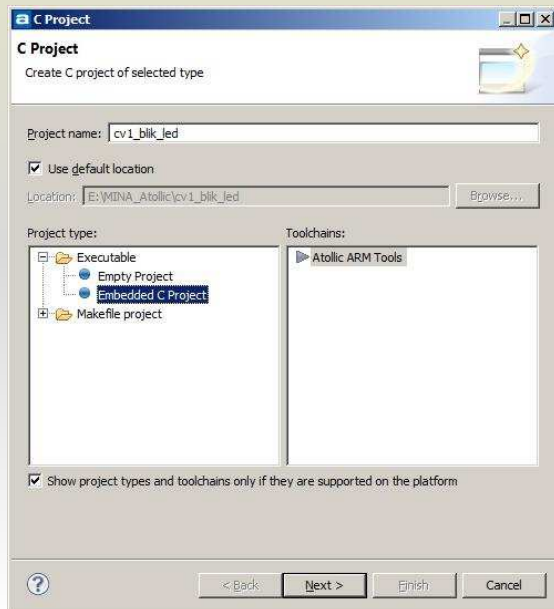 C Project
C Project
Create C project of selected type
Project name: cv1_blik_led
Use default location
Location: E:\MINA_Atollic\cv1_blik_led Browse...
Project type: Toolchains:
Executable Atollic ARM Tools
Empty Project
Embedded C Project
Makefile project
Show project types and toolchains only if they are supported on the platform
< Back Next > Finish Cancel